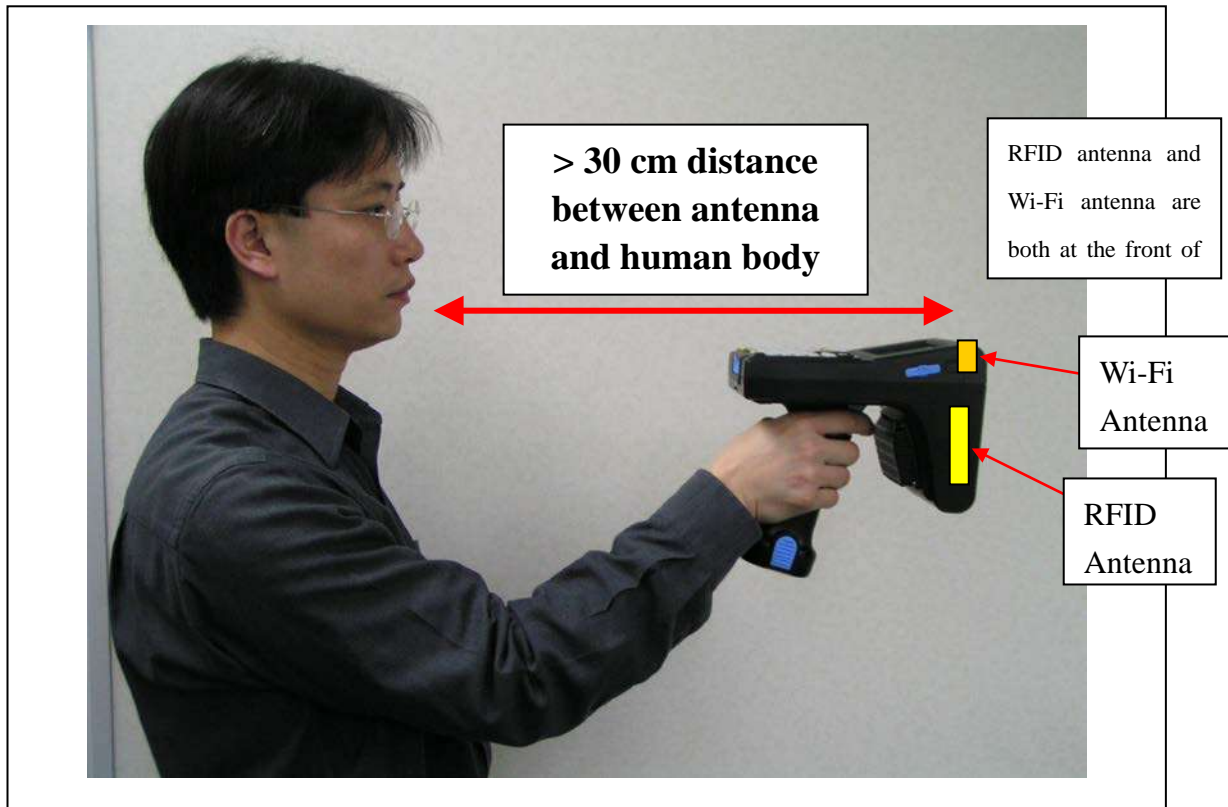 > 30 cm distance
between antenna
and human body
RFID antenna and
Wi-Fi antenna are
both at the front of
Wi-Fi
Antenna
RFID
Antenna